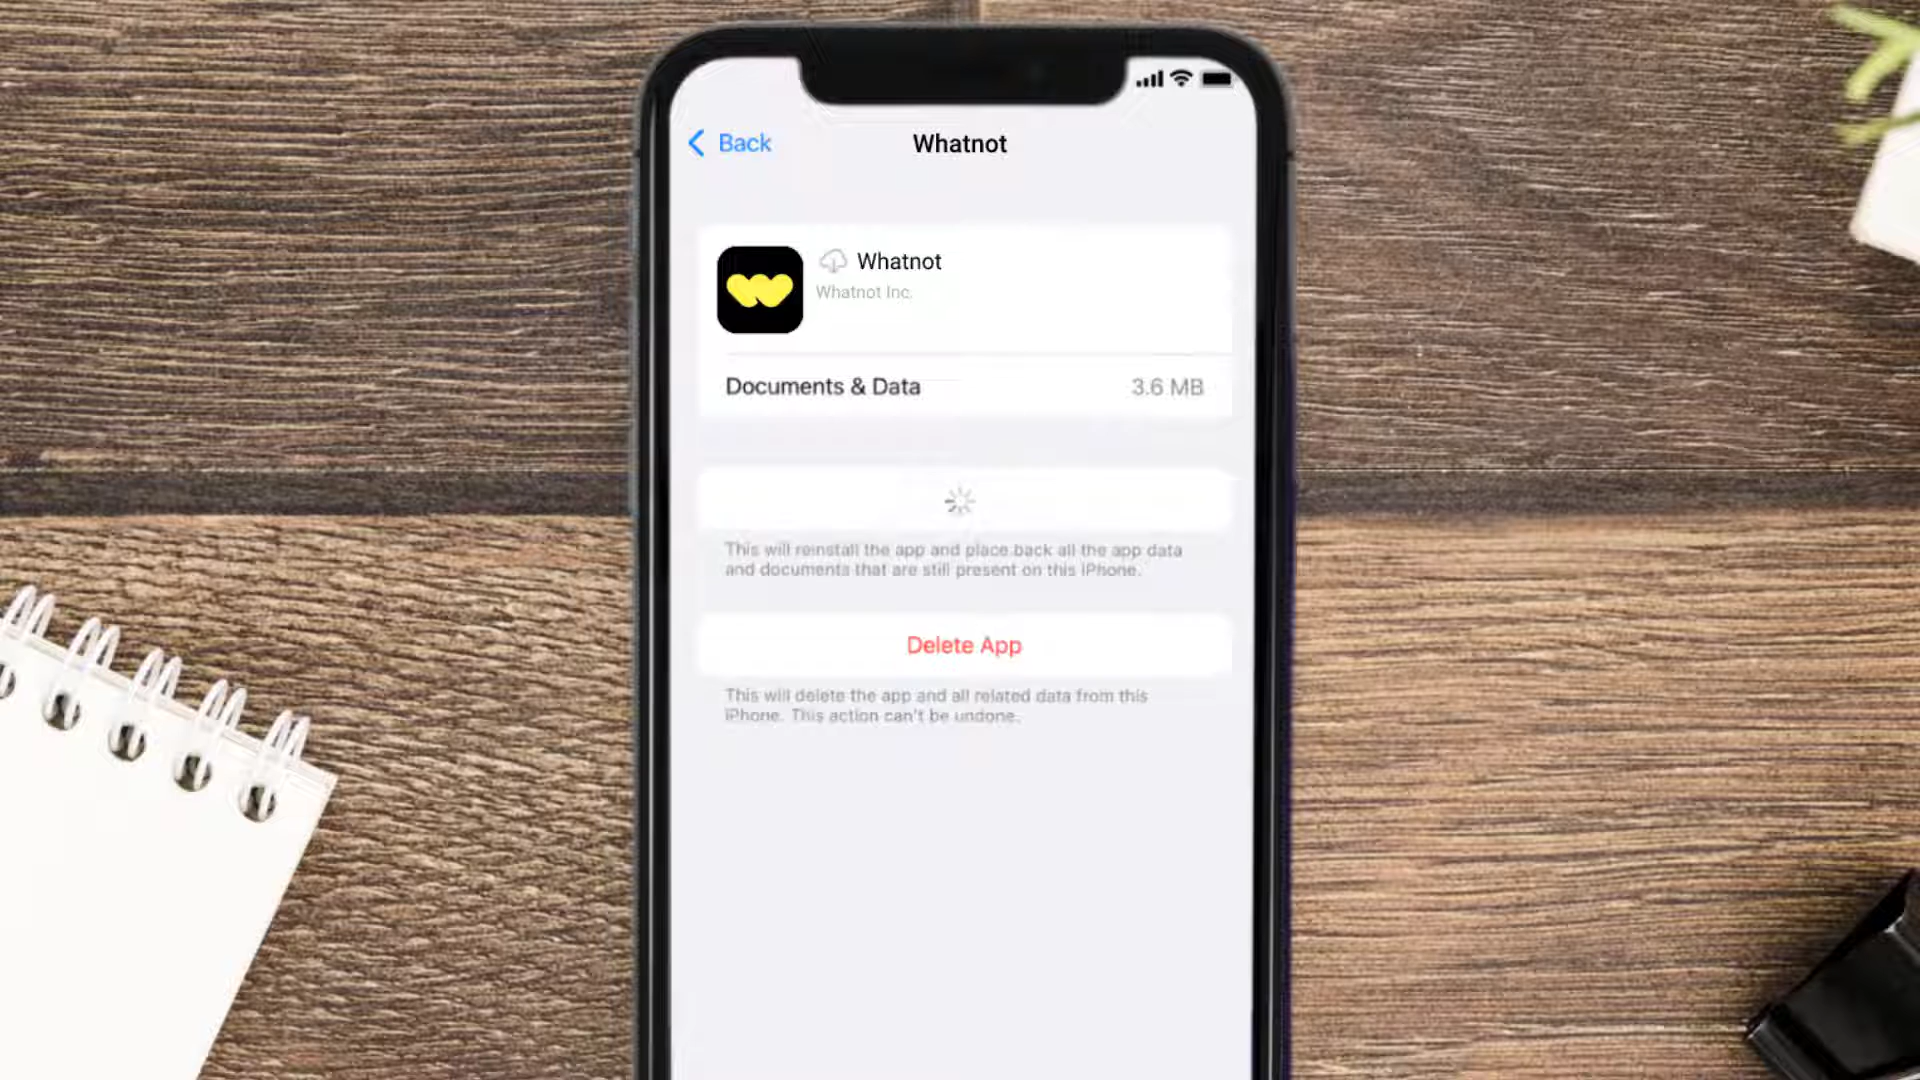 Back
Whatnot
Whatnot
Whatnot Inc.
Documents & Data
3.6 MB
This will reinstall the app and place back all the app data
and documents that are still present on this iPhone.
Delete App
This will delete the app and all related data from this
iPhone. This action can't be undone.